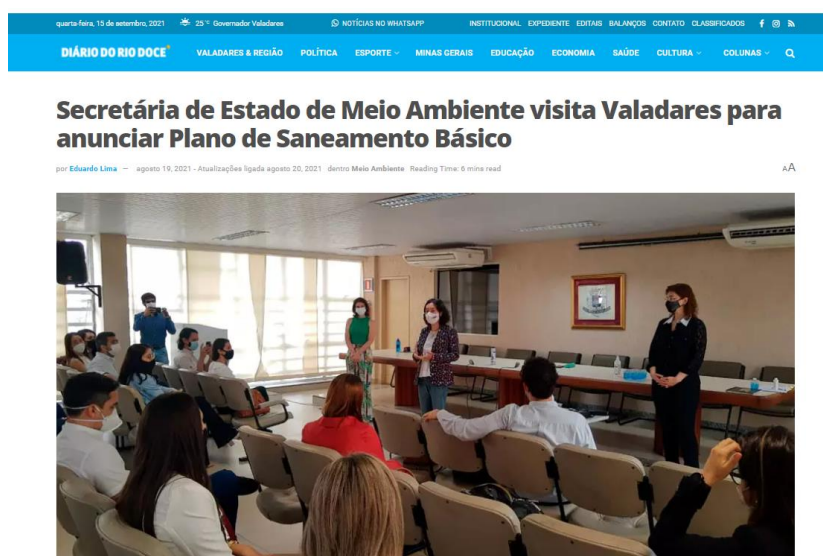 quarta-feira, 15 de setembro, 2021 25 °c Governador Valadares NOTÍCIAS NO WHATSAPP INSTITUCIONAL EXPEDIENTE EDITAIS BALANÇOS CONTATO CLASSIFICADOS
DIÁRIO DO RIO DOCE VALADARES & REGIÃO POLÍTICA ESPORTE MINAS GERAIS EDUCAÇÃO ECONOMIA SAÚDE CULTURA COLUNAS
Secretária de Estado de Meio Ambiente visita Valadares para
anunciar Plano de Saneamento Básico
por Eduardo Lima — agosto 19, 2021 - Atualizações ligada agosto 20, 2021 dentro Meio Ambiente Reading Time: 6 mins read AA